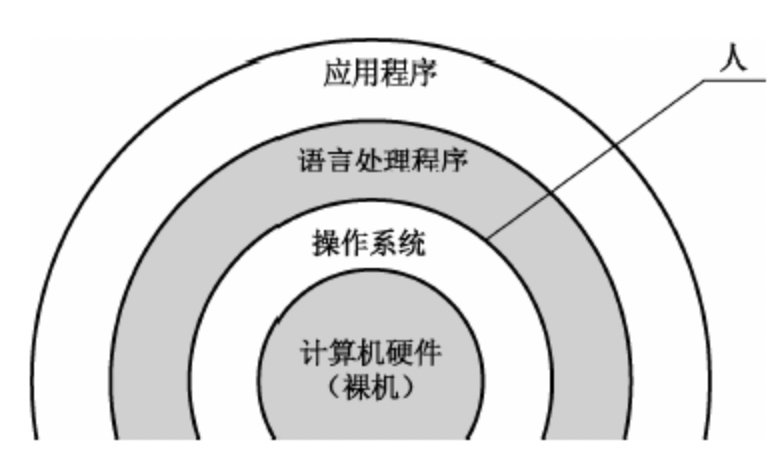 人
应用程序
语言处理程序
操作系统
计算机硬件
（裸机）